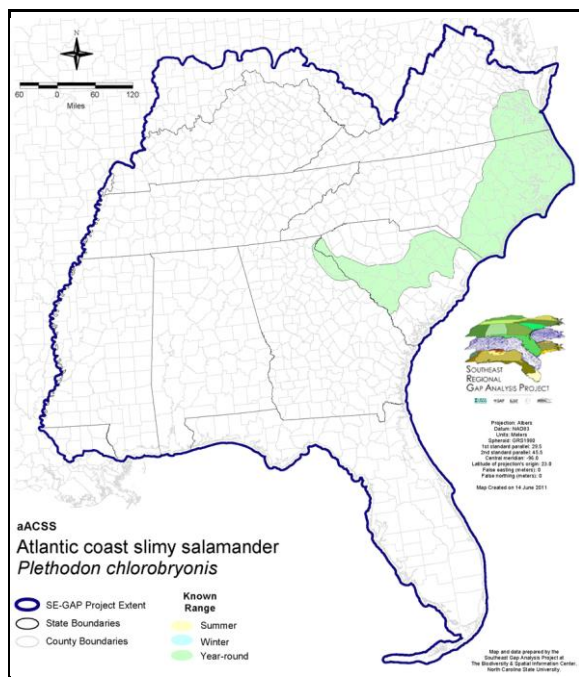 60 0 60 120
Miles
SOUTHEAST
REGIONAL
GAP ANALYSIS PROJECT
Projection: Albers
Datum: NAD83
Units: Meters
Spheroid: GRS1980
1st standard parallel: 29.5
2nd standard parallel: 45.5
Central meridian: -96.0
Latitude of projection's origin: 23.0
False easting (meters): 0
False northing (meters): 0
Map Created on 14 June 2011
aACSS
Atlantic coast slimy salamander
Plethodon chlorobryonis
SE-GAP Project Extent
State Boundaries
County Boundaries
Known
Range
Summer
Winter
Year-round
Map and data prepared by the
Southeast Gap Analysis Project at
The Biodiversity & Spatial Information Center,
North Carolina State University.